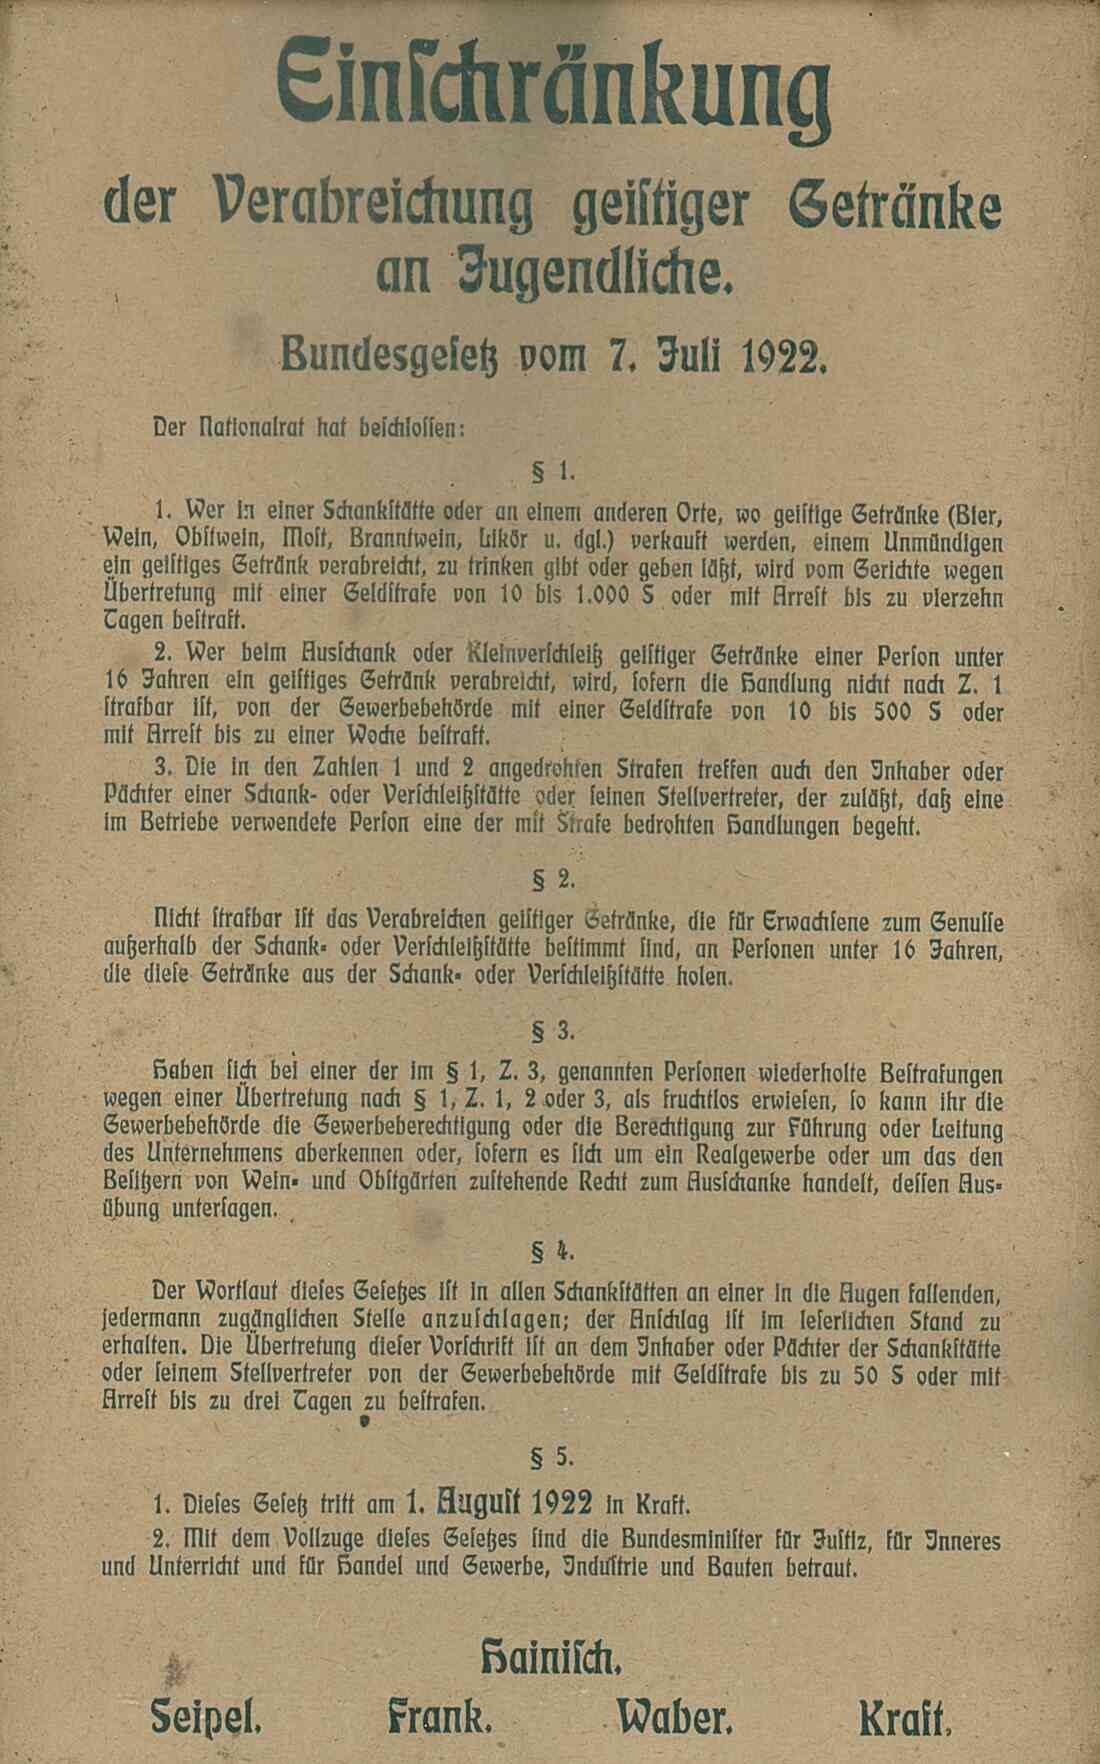 Einſchränkung
der Verabreichung geiſtiger Getränke
an Jugendliche.
Bundesgeſetz vom 7. Juli 1922.
Der Nationalrat hat beſchloſſen:
§ 1.
1. Wer in einer Schankſtätte oder an einem anderen Orte, wo geiſtige Getränke (Bier,
Wein, Obſtwein, Moſt, Branntwein, Likör u. dgl.) verkauft werden, einem Unmündigen
ein geiſtiges Getränk verabreicht, zu trinken gibt oder geben läßt, wird vom Gerichte wegen
Übertretung mit einer Geldſtrafe von 10 bis 1.000 S oder mit Arreſt bis zu vierzehn
Tagen beſtraft.
2. Wer beim Ausſchank oder Kleinverſchleiß geiſtiger Getränke einer Perſon unter
16 Jahren ein geiſtiges Getränk verabreicht, wird, ſofern die Handlung nicht nach Z. 1
ſtrafbar iſt, von der Gewerbebehörde mit einer Geldſtrafe von 10 bis 500 S oder
mit Arreſt bis zu einer Woche beſtraft.
3. Die in den Zahlen 1 und 2 angedrohten Strafen treffen auch den Inhaber oder
Pächter einer Schank- oder Verſchleißſtätte oder ſeinen Stellvertreter, der zuläßt, daß eine
im Betriebe verwendete Perſon eine der mit Strafe bedrohten Handlungen begeht.
§ 2.
Nicht ſtrafbar iſt das Verabreichen geiſtiger Getränke, die für Erwachſene zum Genuſſe
außerhalb der Schank- oder Verſchleißſtätte beſtimmt ſind, an Perſonen unter 16 Jahren,
die dieſe Getränke aus der Schank- oder Verſchleißſtätte holen.
§ 3.
Haben ſich bei einer der im § 1, Z. 3, genannten Perſonen wiederholte Beſtrafungen
wegen einer Übertretung nach § 1, Z. 1, 2 oder 3, als fruchtlos erwieſen, ſo kann ihr die
Gewerbebehörde die Gewerbeberechtigung oder die Berechtigung zur Führung oder Leitung
des Unternehmens aberkennen oder, ſofern es ſich um ein Realgewerbe oder um das den
Beſitzern von Wein- und Obſtgärten zuſtehende Recht zum Ausſchanke handelt, deſſen Aus-
übung unterſagen.
§ 4.
Der Wortlaut dieſes Geſetzes iſt in allen Schankſtätten an einer in die Augen fallenden,
jedermann zugänglichen Stelle anzuſchlagen; der Anſchlag iſt im leſerlichen Stand zu
erhalten. Die Übertretung dieſer Vorſchrift iſt an dem Inhaber oder Pächter der Schankſtätte
oder ſeinem Stellvertreter von der Gewerbebehörde mit Geldſtrafe bis zu 50 S oder mit
Arreſt bis zu drei Tagen zu beſtrafen.
§ 5.
1. Dieſes Geſetz tritt am 1. Auguſt 1922 in Kraft.
2. Mit dem Vollzuge dieſes Geſetzes ſind die Bundesminiſter für Juſtiz, für Inneres
und Unterricht und für Handel und Gewerbe, Induſtrie und Bauten betraut.
Hainiſch.
Seipel. Frank. Waber. Kraft.